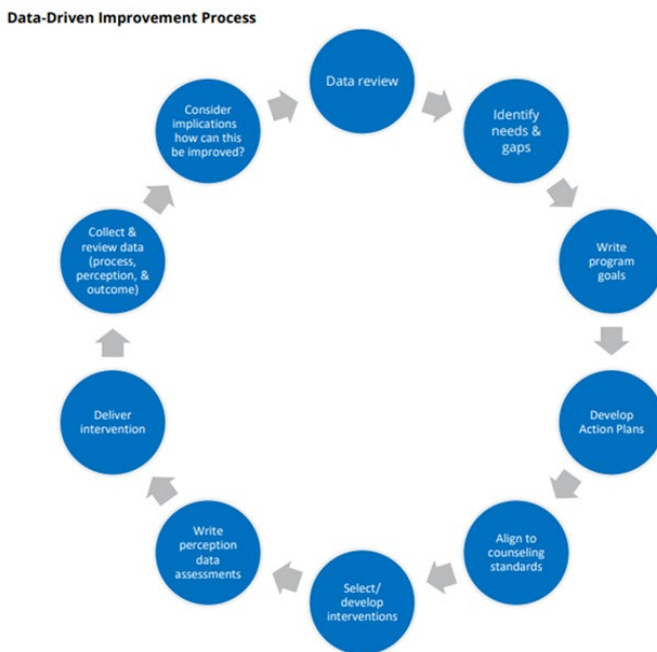 Data-Driven Improvement Process
Data review
Identify
needs &
gaps
Write
program
goals
Develop
Action Plans
Align to
counseling
standards
Select/
develop
interventions
Write
perception
data
assessments
Deliver
intervention
Collect &
review data
(process,
perception, &
outcome)
Consider
implications
how can this
be improved?